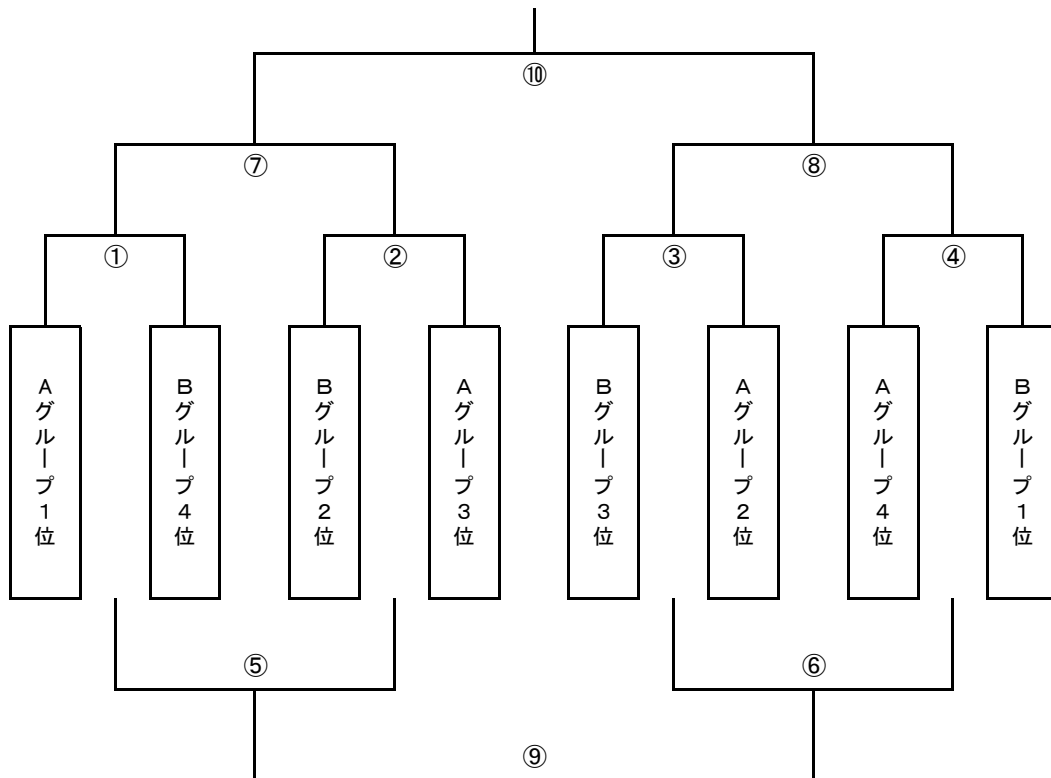 ⑩
⑦
⑧
①
②
③
④
Aグループ1位
Bグループ4位
Bグループ2位
Aグループ3位
Bグループ3位
Aグループ2位
Aグループ4位
Bグループ1位
⑤
⑥
⑨